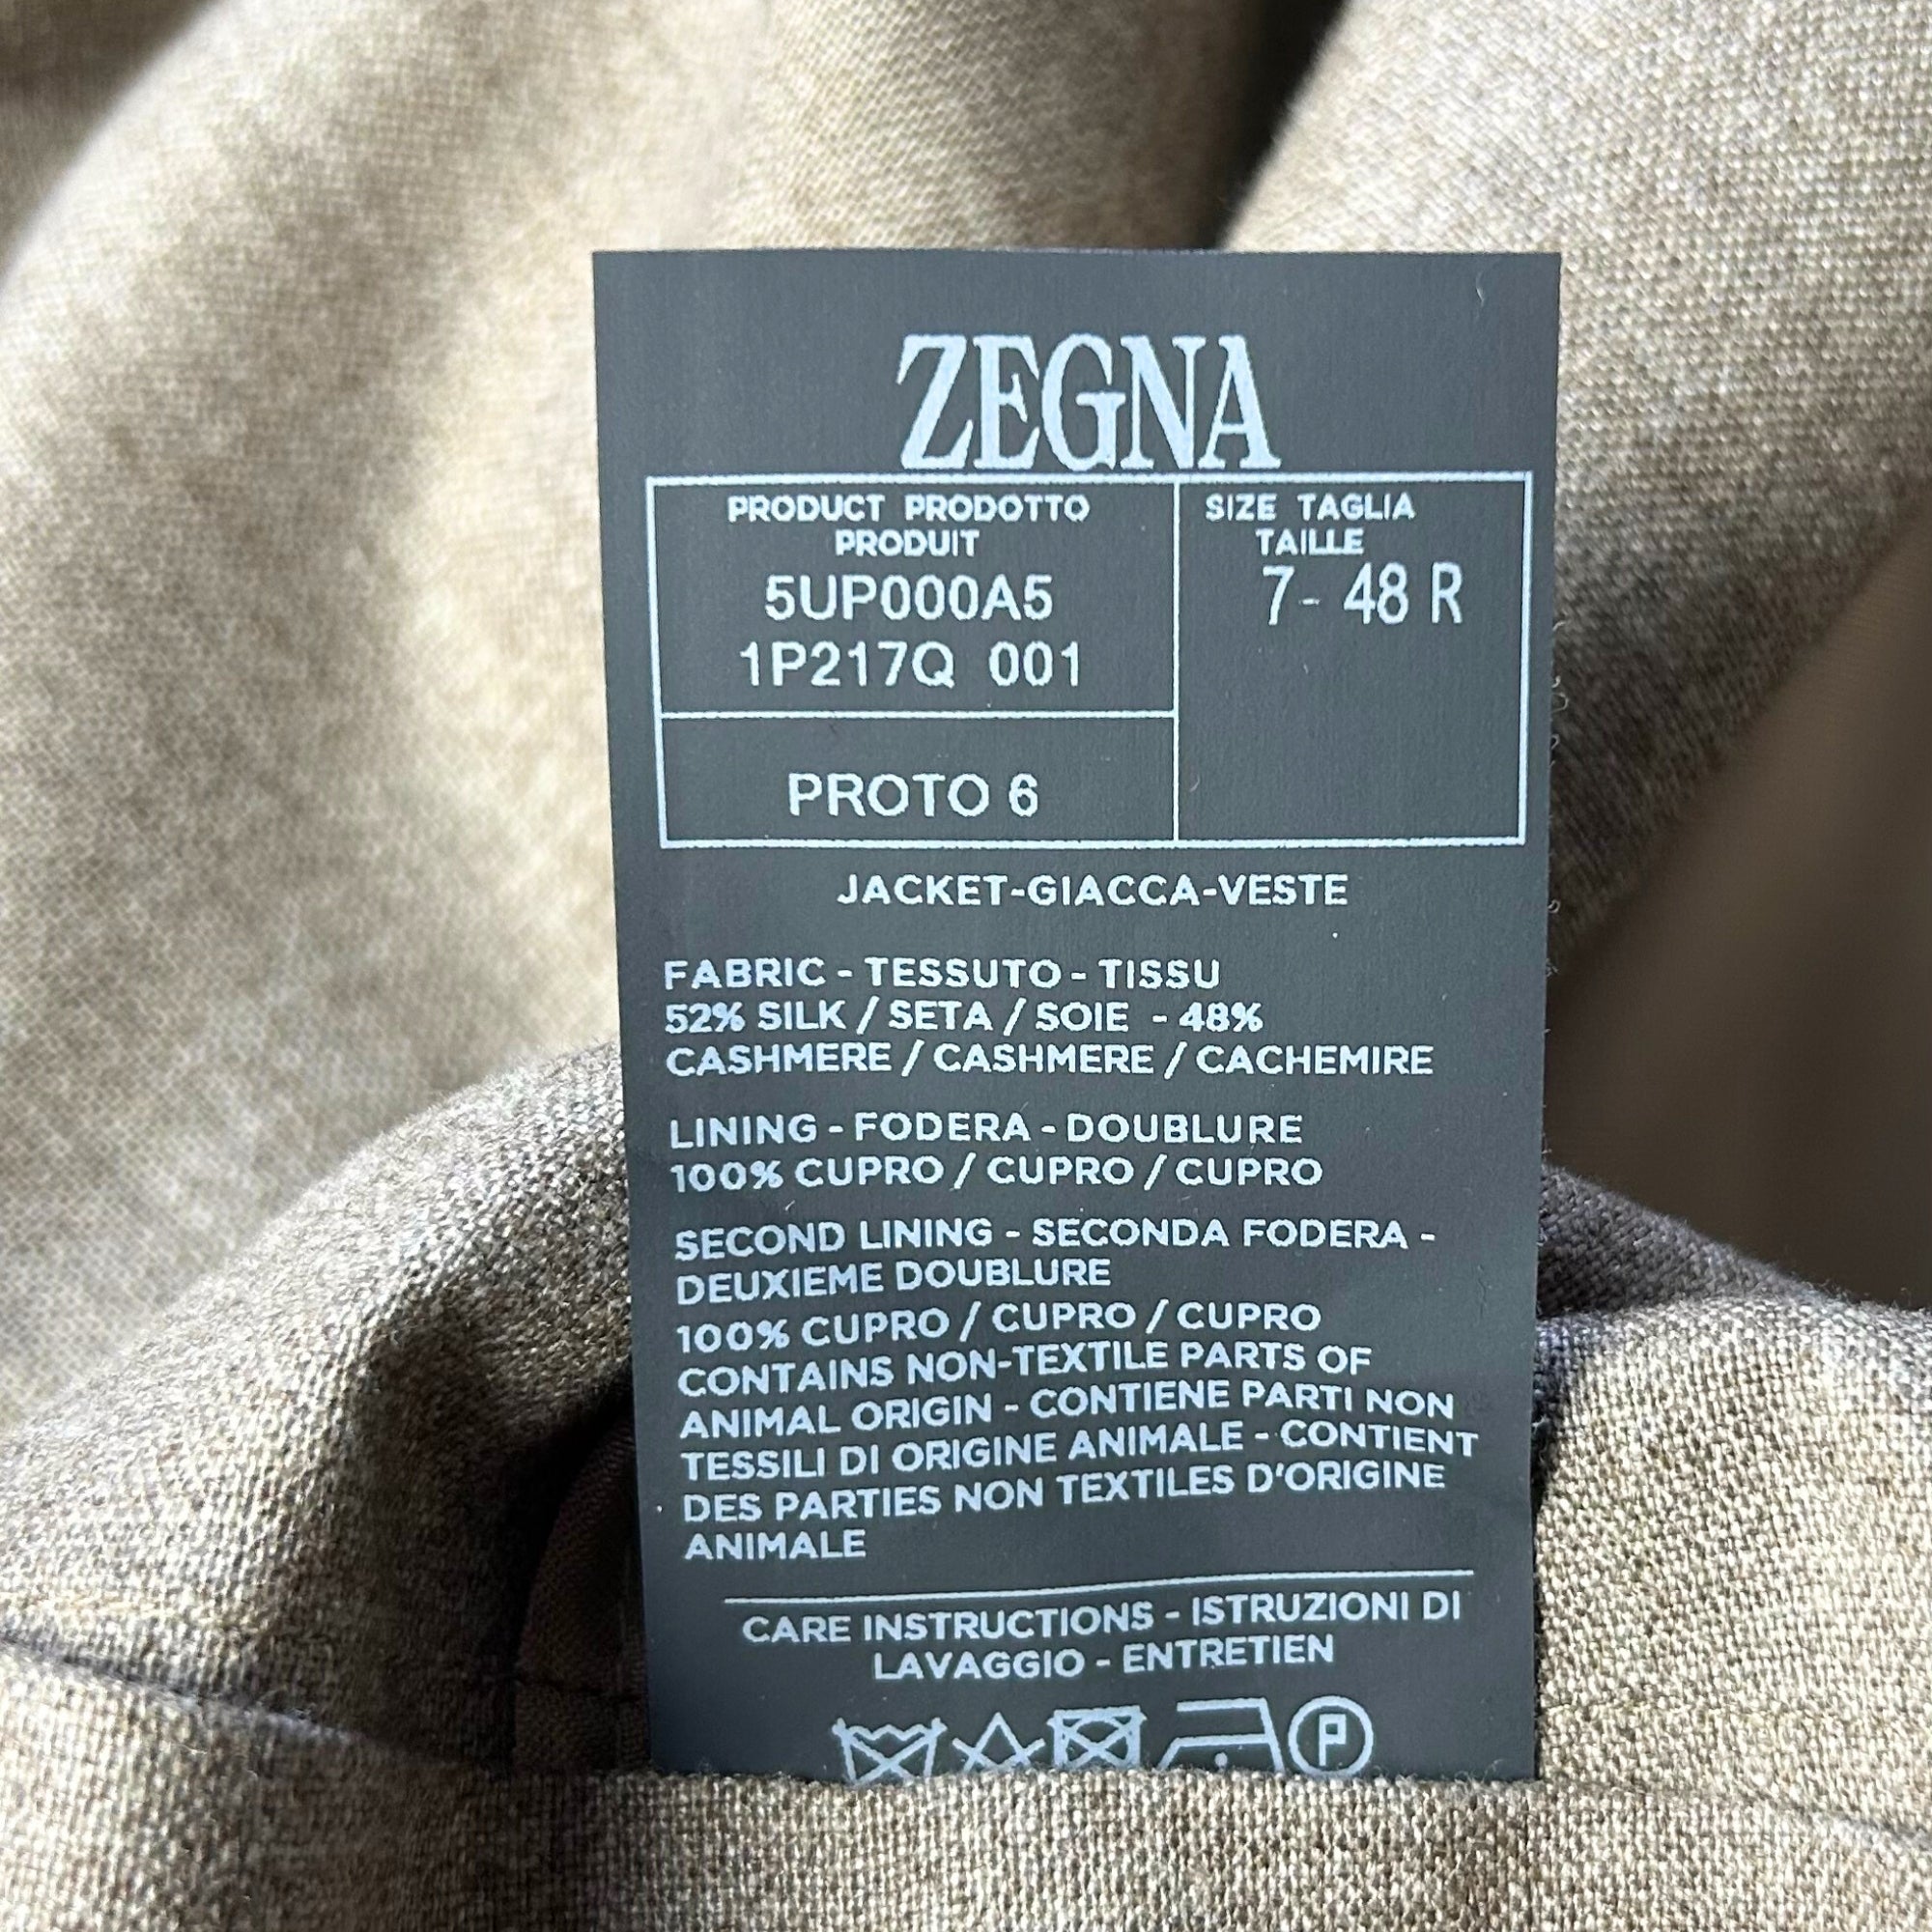 ZEGNA
PRODUCT PRODOTTO
PRODUIT
5UP000A5
1P217Q 001
SIZE TAGLIA
TAILLE
7- 48 R
PROTO 6
JACKET-GIACCA-VESTE
FABRIC - TESSUTO - TISSU
52% SILK / SETA / SOIE - 48%
CASHMERE / CASHMERE / CACHEMIRE
LINING - FODERA - DOUBLURE
100% CUPRO / CUPRO / CUPRO
SECOND LINING - SECONDA FODERA -
DEUXIEME DOUBLURE
100% CUPRO / CUPRO / CUPRO
CONTAINS NON-TEXTILE PARTS OF
ANIMAL ORIGIN - CONTIENE PARTI NON
TESSILI DI ORIGINE ANIMALE - CONTIENT
DES PARTIES NON TEXTILES D'ORIGINE
ANIMALE
CARE INSTRUCTIONS - ISTRUZIONI DI
LAVAGGIO - ENTRETIEN
P